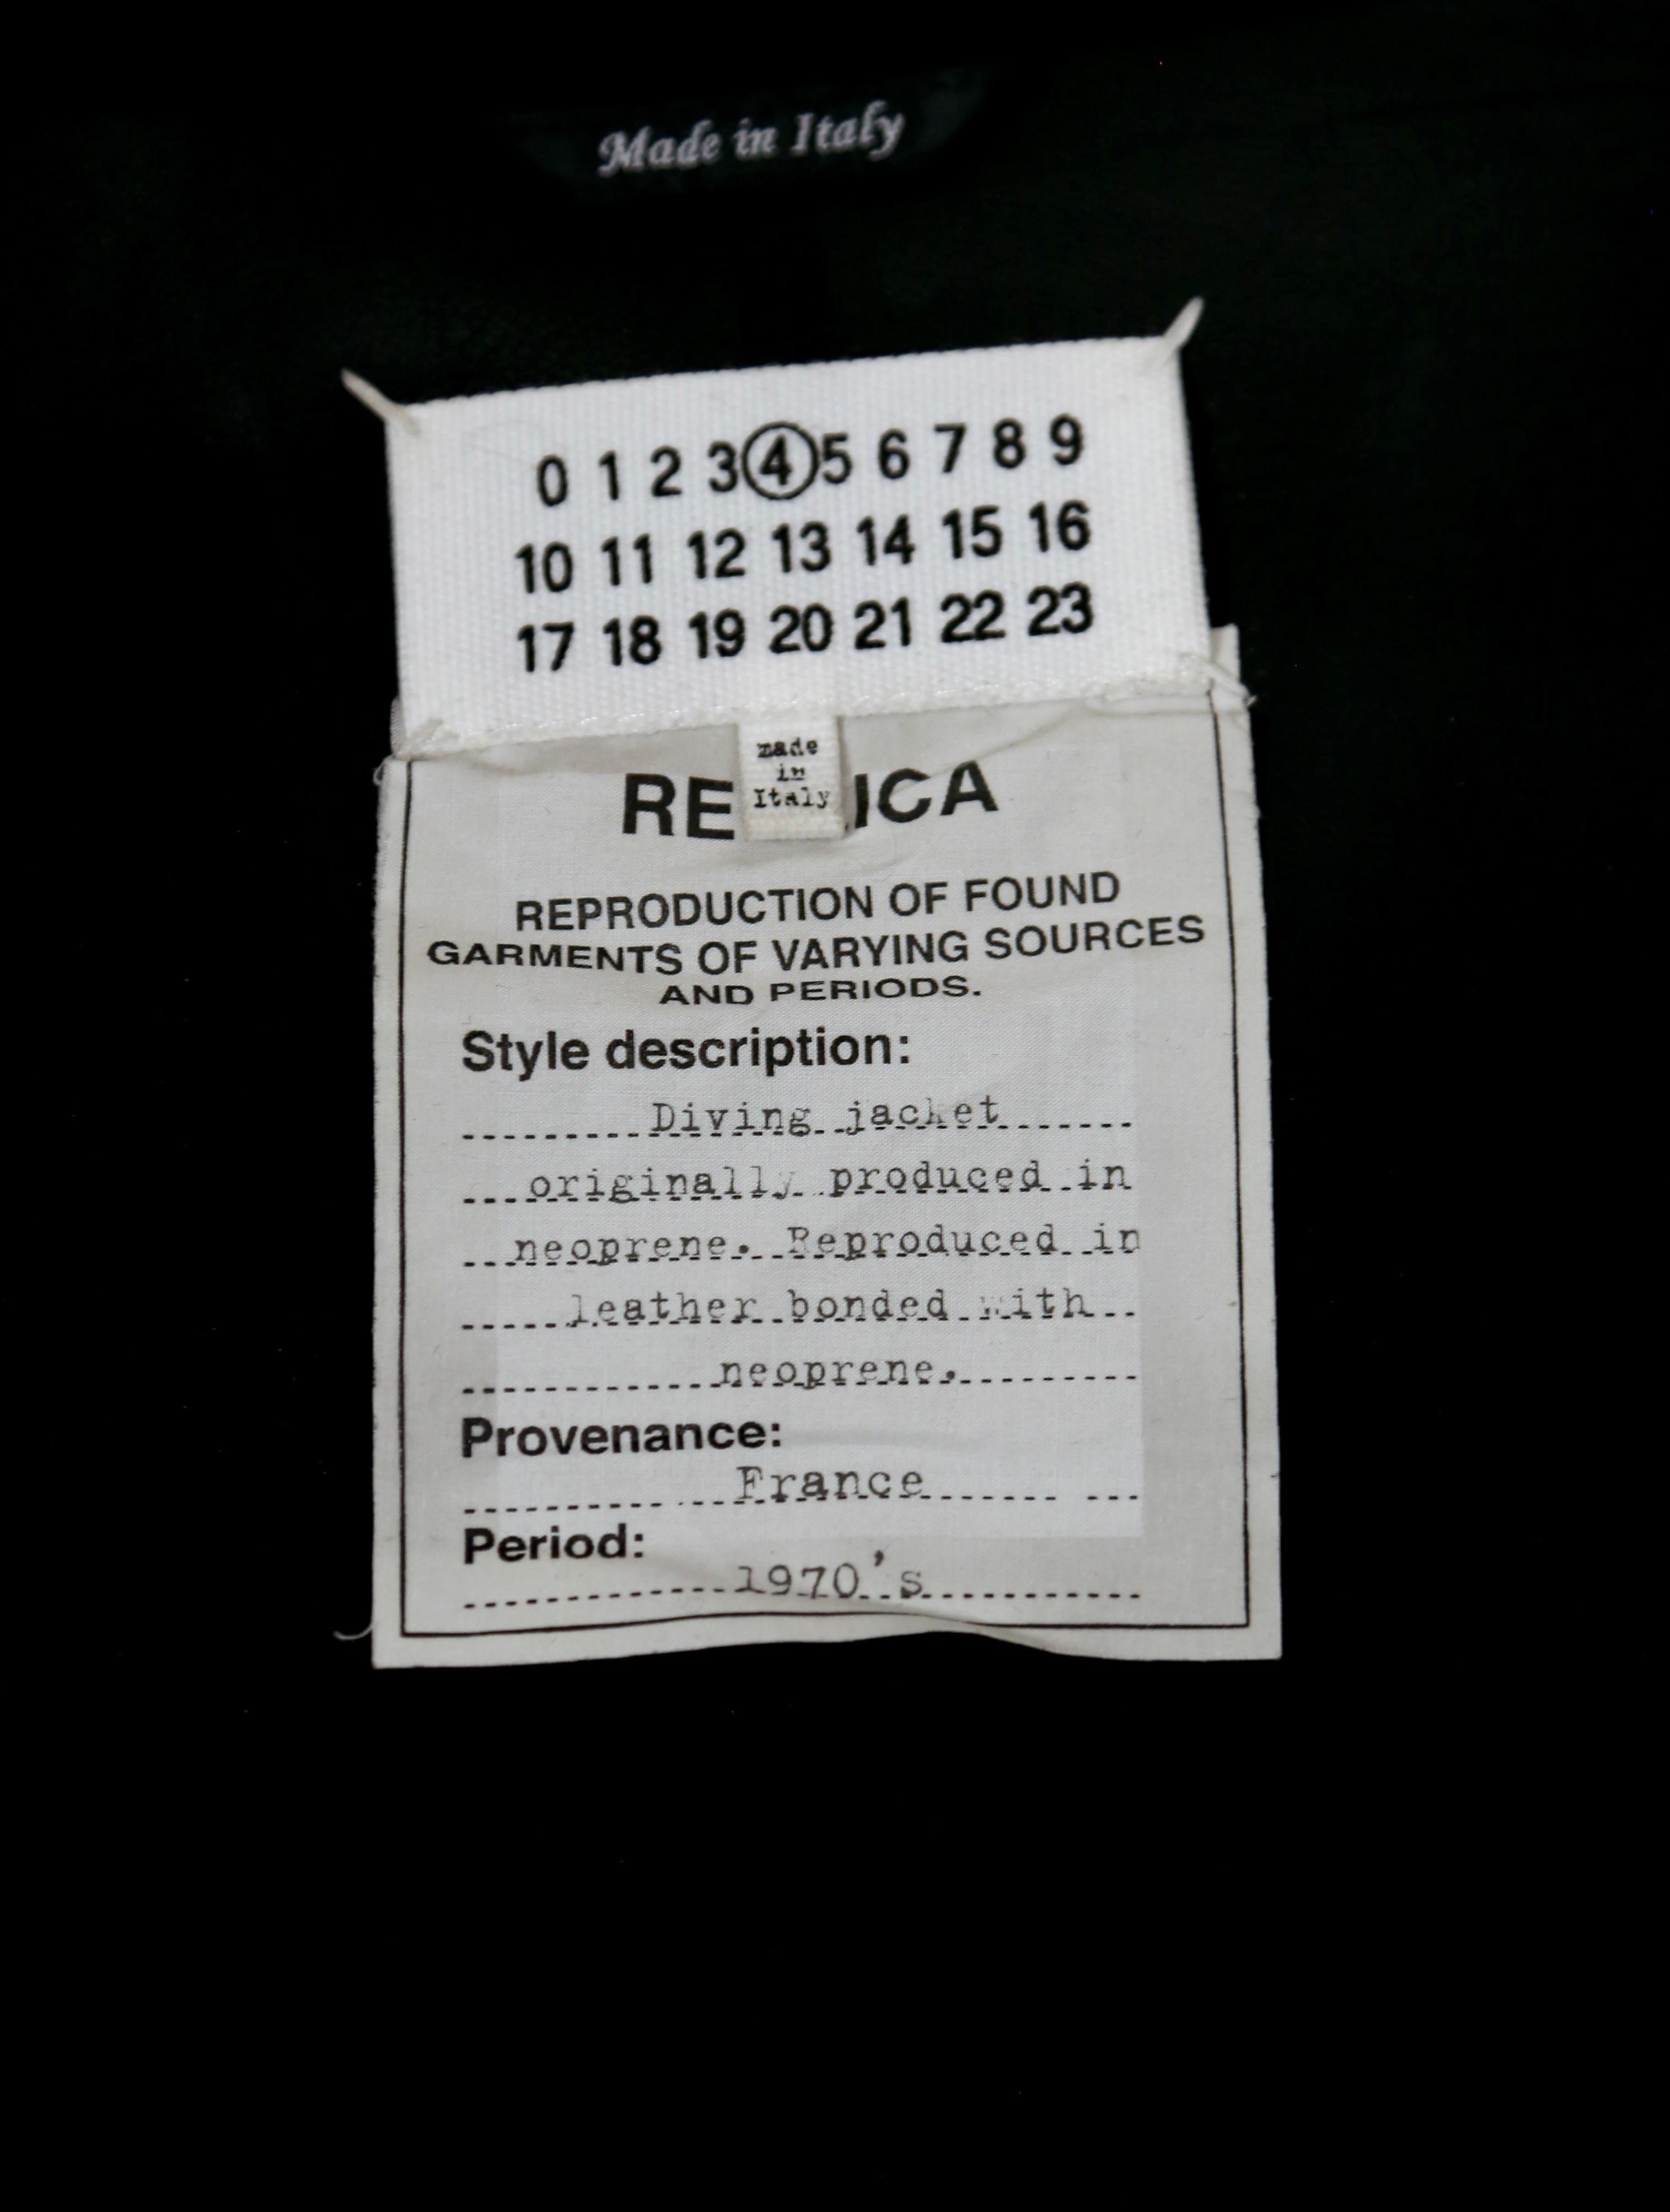 Made in Italy
0 1 2 3 4 5 6 7 8 9
10 11 12 13 14 15 16
17 18 19 20 21 22 23
made
in
Italy
RE ICA
REPRODUCTION OF FOUND
GARMENTS OF VARYING SOURCES
AND PERIODS.
Style description:
Diving jacket
originally produced in
neoprene. Reproduced in
leather bonded with
neoprene.
Provenance:
France
Period:
1970's